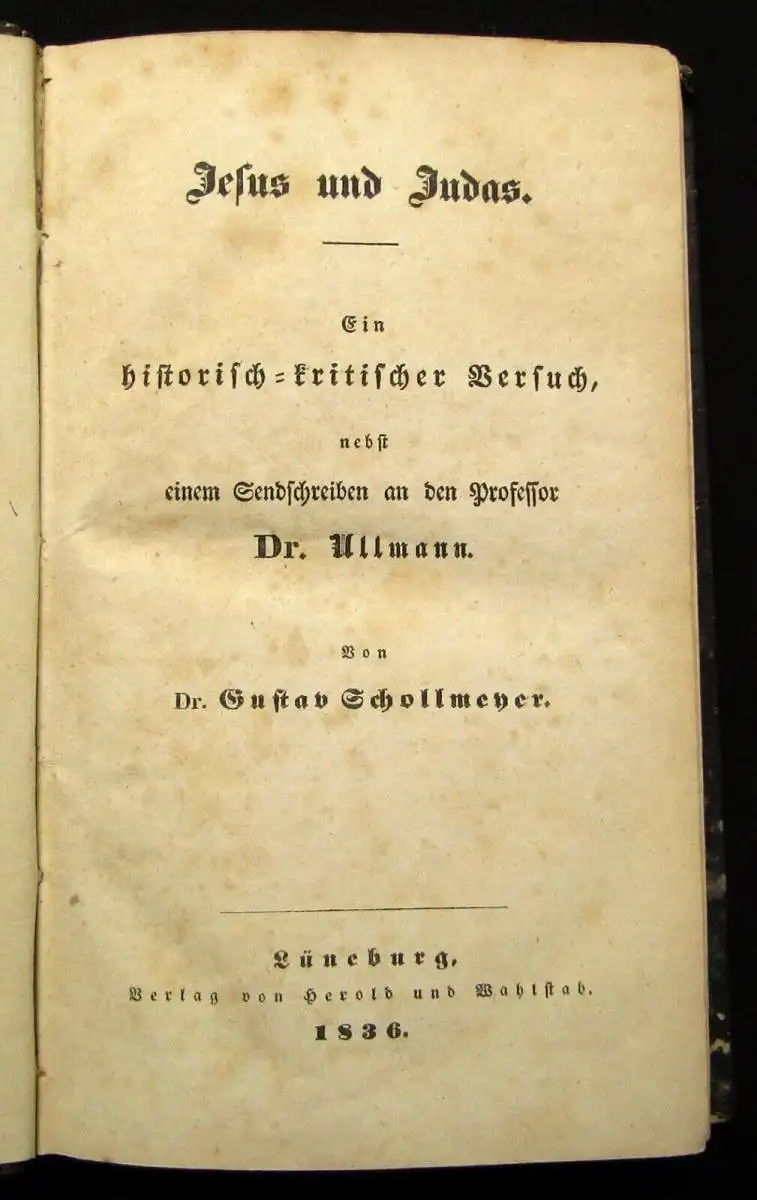 Jesus und Judas.
Ein
historisch=kritischer Versuch,
nebst
einem Sendschreiben an den Professor
Dr. Ullmann.
Von
Dr. Gustav Schollmeyer.
Lüneburg,
Verlag von Herold und Wahlstab.
1836.